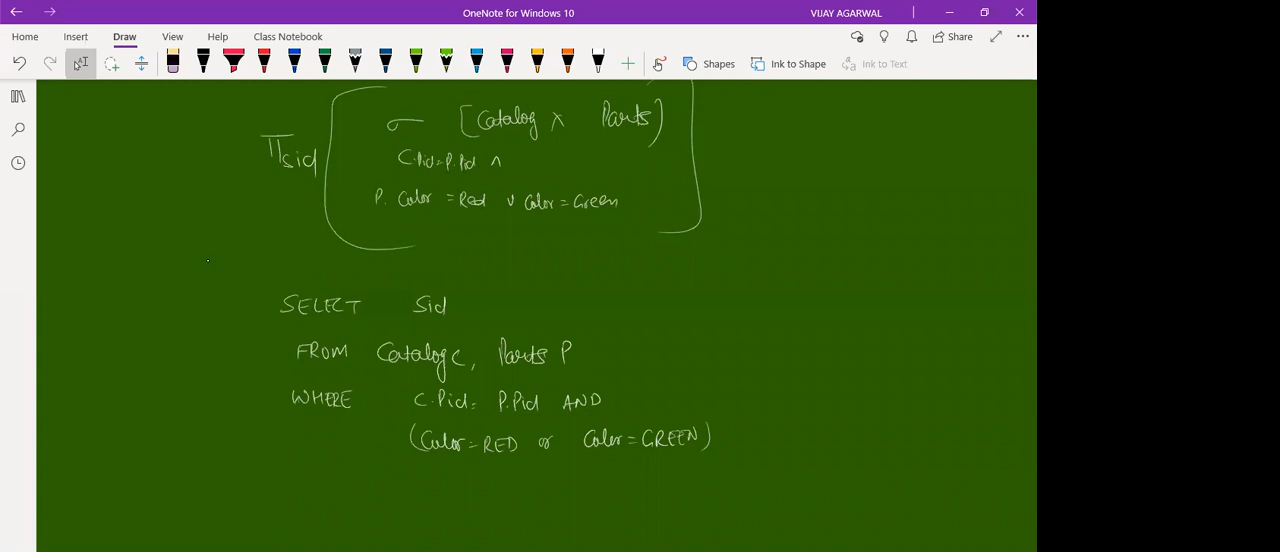 OneNote for Windows 10
VIJAY AGARWAL
Home Insert Draw View Help Class Notebook
Share
Shapes Ink to Shape Ink to Text
σ [Catalog X Parts]
πsid
C.Pid=P.Pid ∧
P. Color = Red ∨ Color = Green
SELECT Sid
FROM Catalog C, Parts P
WHERE C.Pid= P.Pid AND
(Color=RED or Color=GREEN)